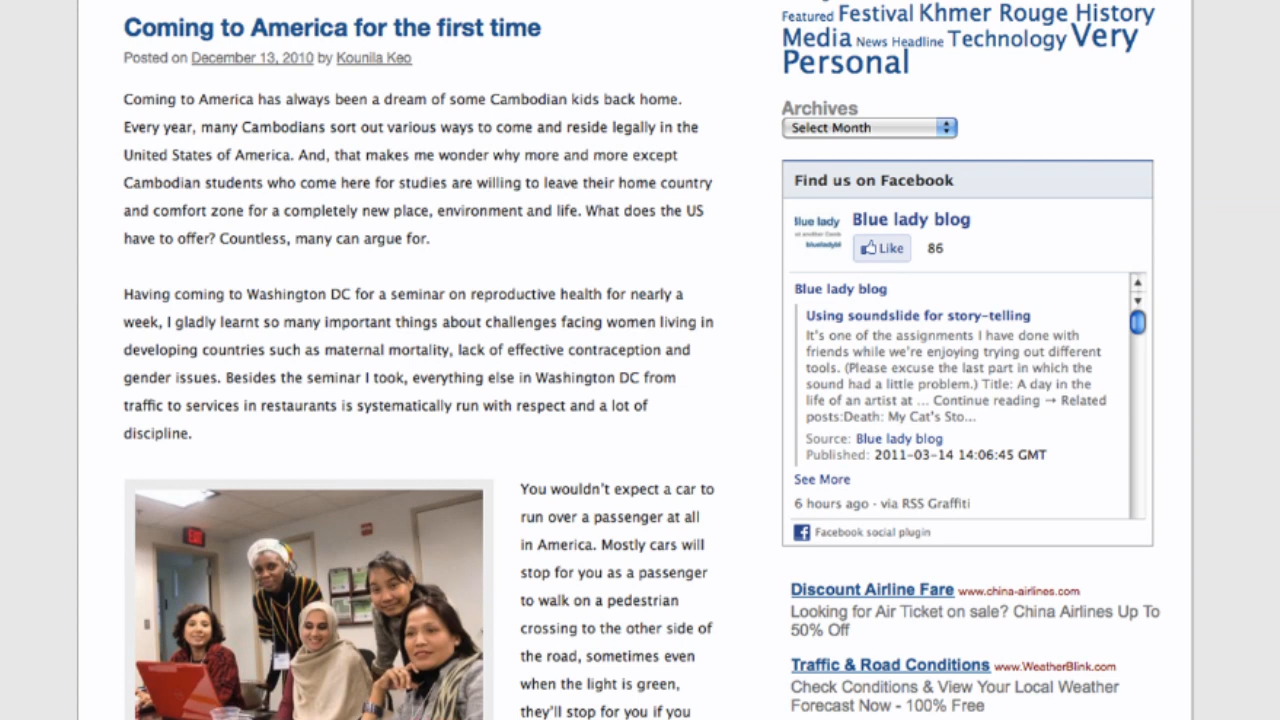 Coming to America for the first time
Posted on December 13, 2010 by Kounila Keo
Coming to America has always been a dream of some Cambodian kids back home.
Every year, many Cambodians sort out various ways to come and reside legally in the
United States of America. And, that makes me wonder why more and more except
Cambodian students who come here for studies are willing to leave their home country
and comfort zone for a completely new place, environment and life. What does the US
have to offer? Countless, many can argue for.
Having coming to Washington DC for a seminar on reproductive health for nearly a
week, I gladly learnt so many important things about challenges facing women living in
developing countries such as maternal mortality, lack of effective contraception and
gender issues. Besides the seminar I took, everything else in Washington DC from
traffic to services in restaurants is systematically run with respect and a lot of
discipline.
You wouldn't expect a car to
run over a passenger at all
in America. Mostly cars will
stop for you as a passenger
to walk on a pedestrian
crossing to the other side of
the road, sometimes even
when the light is green,
they'll stop for you if you
Featured Festival Khmer Rouge History
Media News Headline Technology Very
Personal
Archives
Select Month
Find us on Facebook
Blue lady blog
Like 86
Blue lady blog
Using soundslide for story-telling
It's one of the assignments I have done with
friends while we're enjoying trying out different
tools. (Please excuse the last part in which the
sound had a little problem.) Title: A day in the
life of an artist at ... Continue reading → Related
posts:Death: My Cat's Sto...
Source: Blue lady blog
Published: 2011-03-14 14:06:45 GMT
See More
6 hours ago · via RSS Graffiti
Facebook social plugin
Discount Airline Fare www.china-airlines.com
Looking for Air Ticket on sale? China Airlines Up To
50% Off
Traffic & Road Conditions www.WeatherBlink.com
Check Conditions & View Your Local Weather
Forecast Now - 100% Free